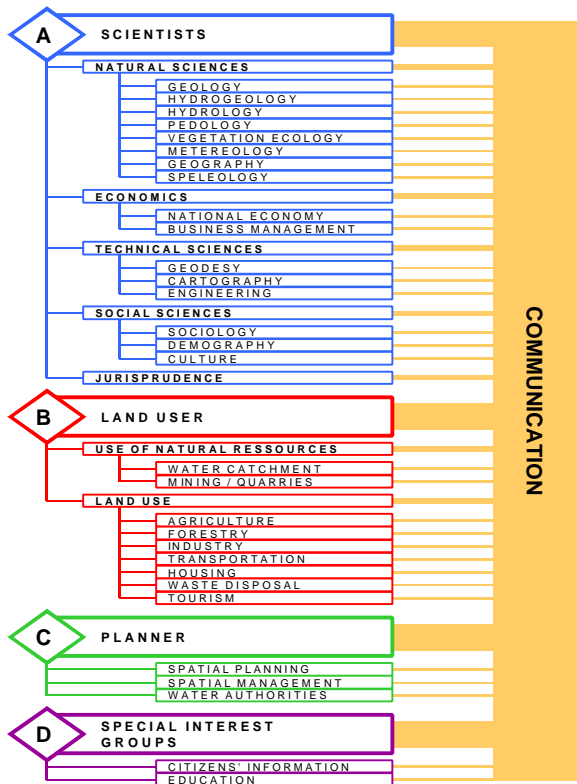 A
SCIENTISTS
NATURAL SCIENCES
GEOLOGY
HYDROGEOLOGY
HYDROLOGY
PEDOLOGY
VEGETATION ECOLOGY
METEREOLOGY
GEOGRAPHY
SPELEOLOGY
ECONOMICS
NATIONAL ECONOMY
BUSINESS MANAGEMENT
TECHNICAL SCIENCES
GEODESY
CARTOGRAPHY
ENGINEERING
SOCIAL SCIENCES
SOCIOLOGY
DEMOGRAPHY
CULTURE
JURISPRUDENCE
B
LAND USER
USE OF NATURAL RESSOURCES
WATER CATCHMENT
MINING / QUARRIES
LAND USE
AGRICULTURE
FORESTRY
INDUSTRY
TRANSPORTATION
HOUSING
WASTE DISPOSAL
TOURISM
C
PLANNER
SPATIAL PLANNING
SPATIAL MANAGEMENT
WATER AUTHORITIES
D
SPECIAL INTEREST
GROUPS
CITIZENS' INFORMATION
EDUCATION
COMMUNICATION